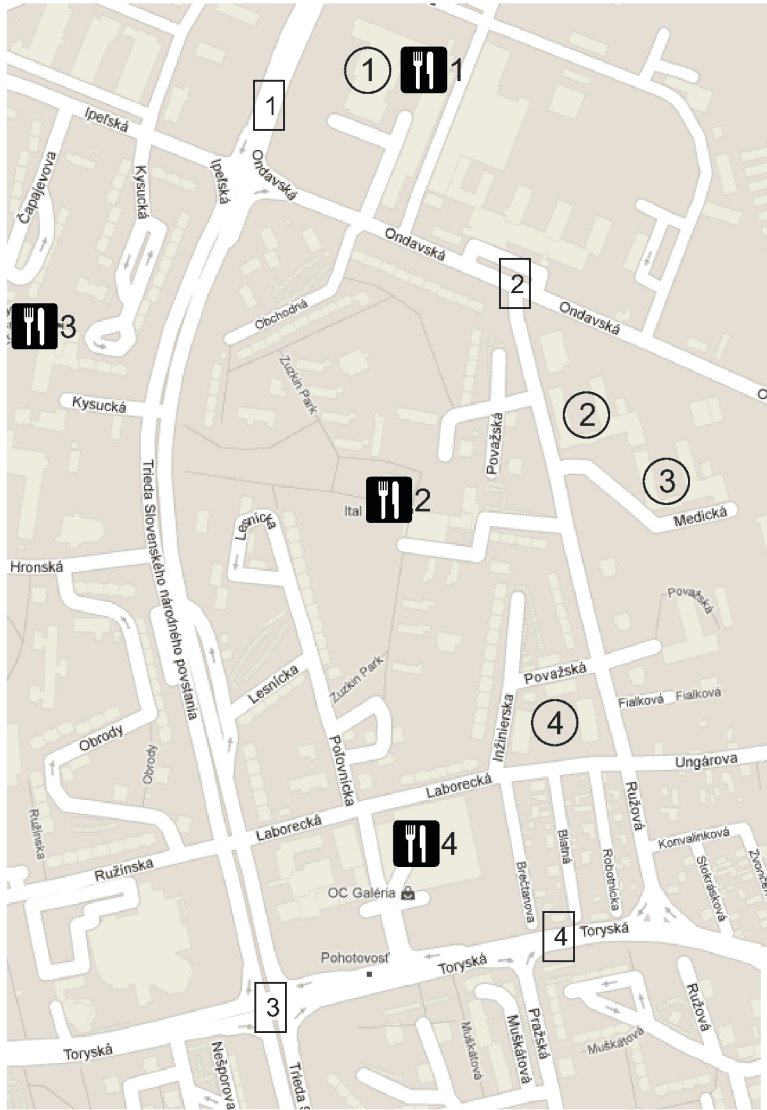 1
1
1
Ipeľská
Ipeľská
Ondavská
Kysucká
Čapajevova
Ondavská
2
Ondavská
Obchodná
3
Zuzkin Park
Kysucká
2
Považská
3
Ital
2
Medická
Lesnícka
Trieda Slovenského národného povstania
Hronská
Považská
Zuzkin Park
Považská
Lesnícka
Fialková
Fialková
4
Inžinierska
Obrody
Obrody
Poľovnícka
Ungárova
Laborecká
Ružová
Laborecká
Ružínska
Konvalinková
Blatná
Robotnícka
4
Ružínska
Brečtanova
Stokrásková
OC Galéria
4
Toryská
Pohotovosť
Toryská
3
Ružová
Pražská
Muškátová
Muškátová
Muškátová
Toryská
Nešporova